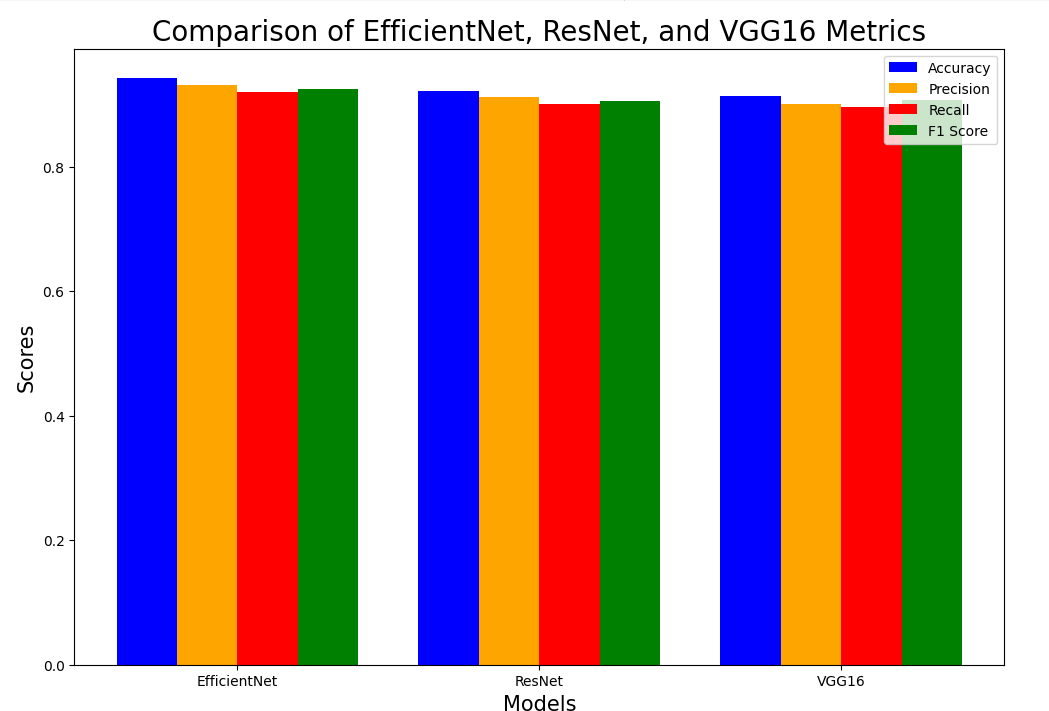 Comparison of EfficientNet, ResNet, and VGG16 Metrics
Accuracy
Precision
Recall
F1 Score
Scores
0.8
0.6
0.4
0.2
0.0
EfficientNet
ResNet
VGG16
Models